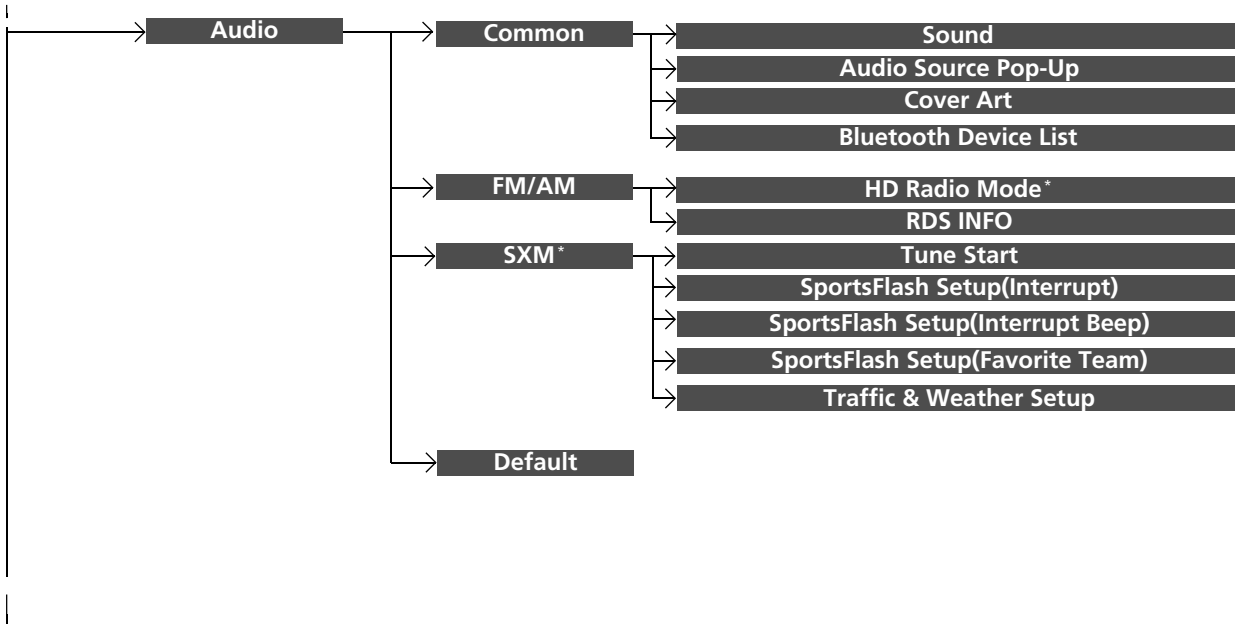 Audio
Common
Sound
Audio Source Pop-Up
Cover Art
Bluetooth Device List
FM/AM
HD Radio Mode*
RDS INFO
SXM*
Tune Start
SportsFlash Setup(Interrupt)
SportsFlash Setup(Interrupt Beep)
SportsFlash Setup(Favorite Team)
Traffic & Weather Setup
Default